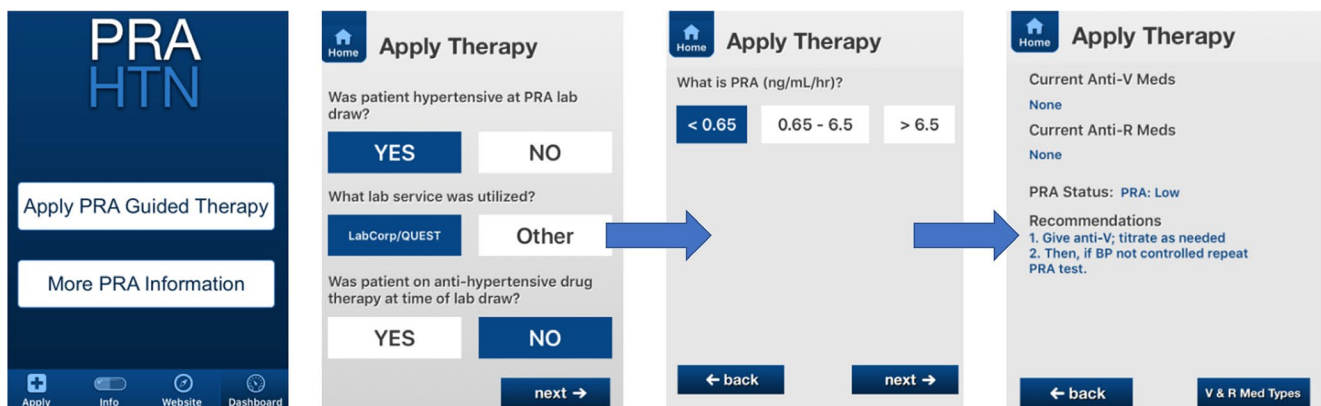 PRA
HTN
Apply PRA Guided Therapy
More PRA Information
Apply
Info
Website
Dashboard
Home
Apply Therapy
Was patient hypertensive at PRA lab
draw?
YES
NO
What lab service was utilized?
LabCorp/QUEST
Other
Was patient on anti-hypertensive drug
therapy at time of lab draw?
YES
NO
next →
Home
Apply Therapy
What is PRA (ng/mL/hr)?
< 0.65
0.65 - 6.5
> 6.5
← back
next →
Home
Apply Therapy
Current Anti-V Meds
None
Current Anti-R Meds
None
PRA Status: PRA: Low
Recommendations
1. Give anti-V; titrate as needed
2. Then, if BP not controlled repeat
PRA test.
← back
V & R Med Types